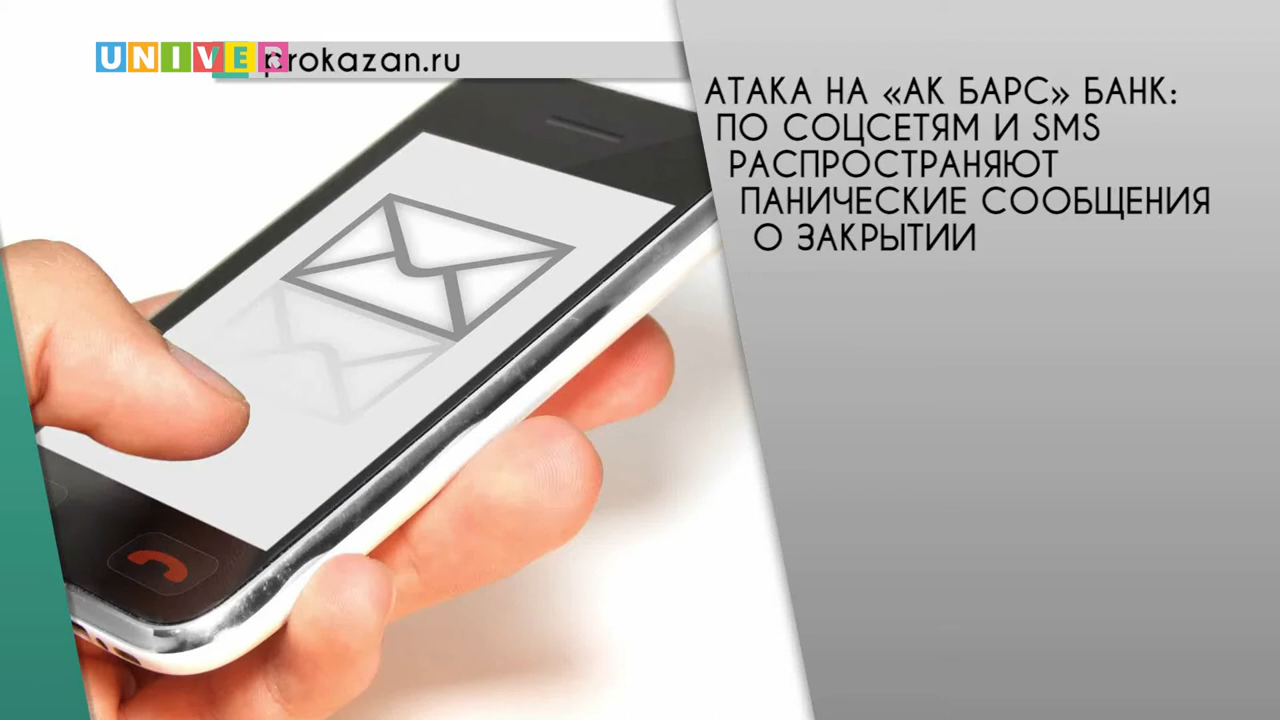 UNIVER
prokazan.ru
АТАКА НА «АК БАРС» БАНК:
ПО СОЦСЕТЯМ И SMS
РАСПРОСТРАНЯЮТ
ПАНИЧЕСКИЕ СООБЩЕНИЯ
О ЗАКРЫТИИ